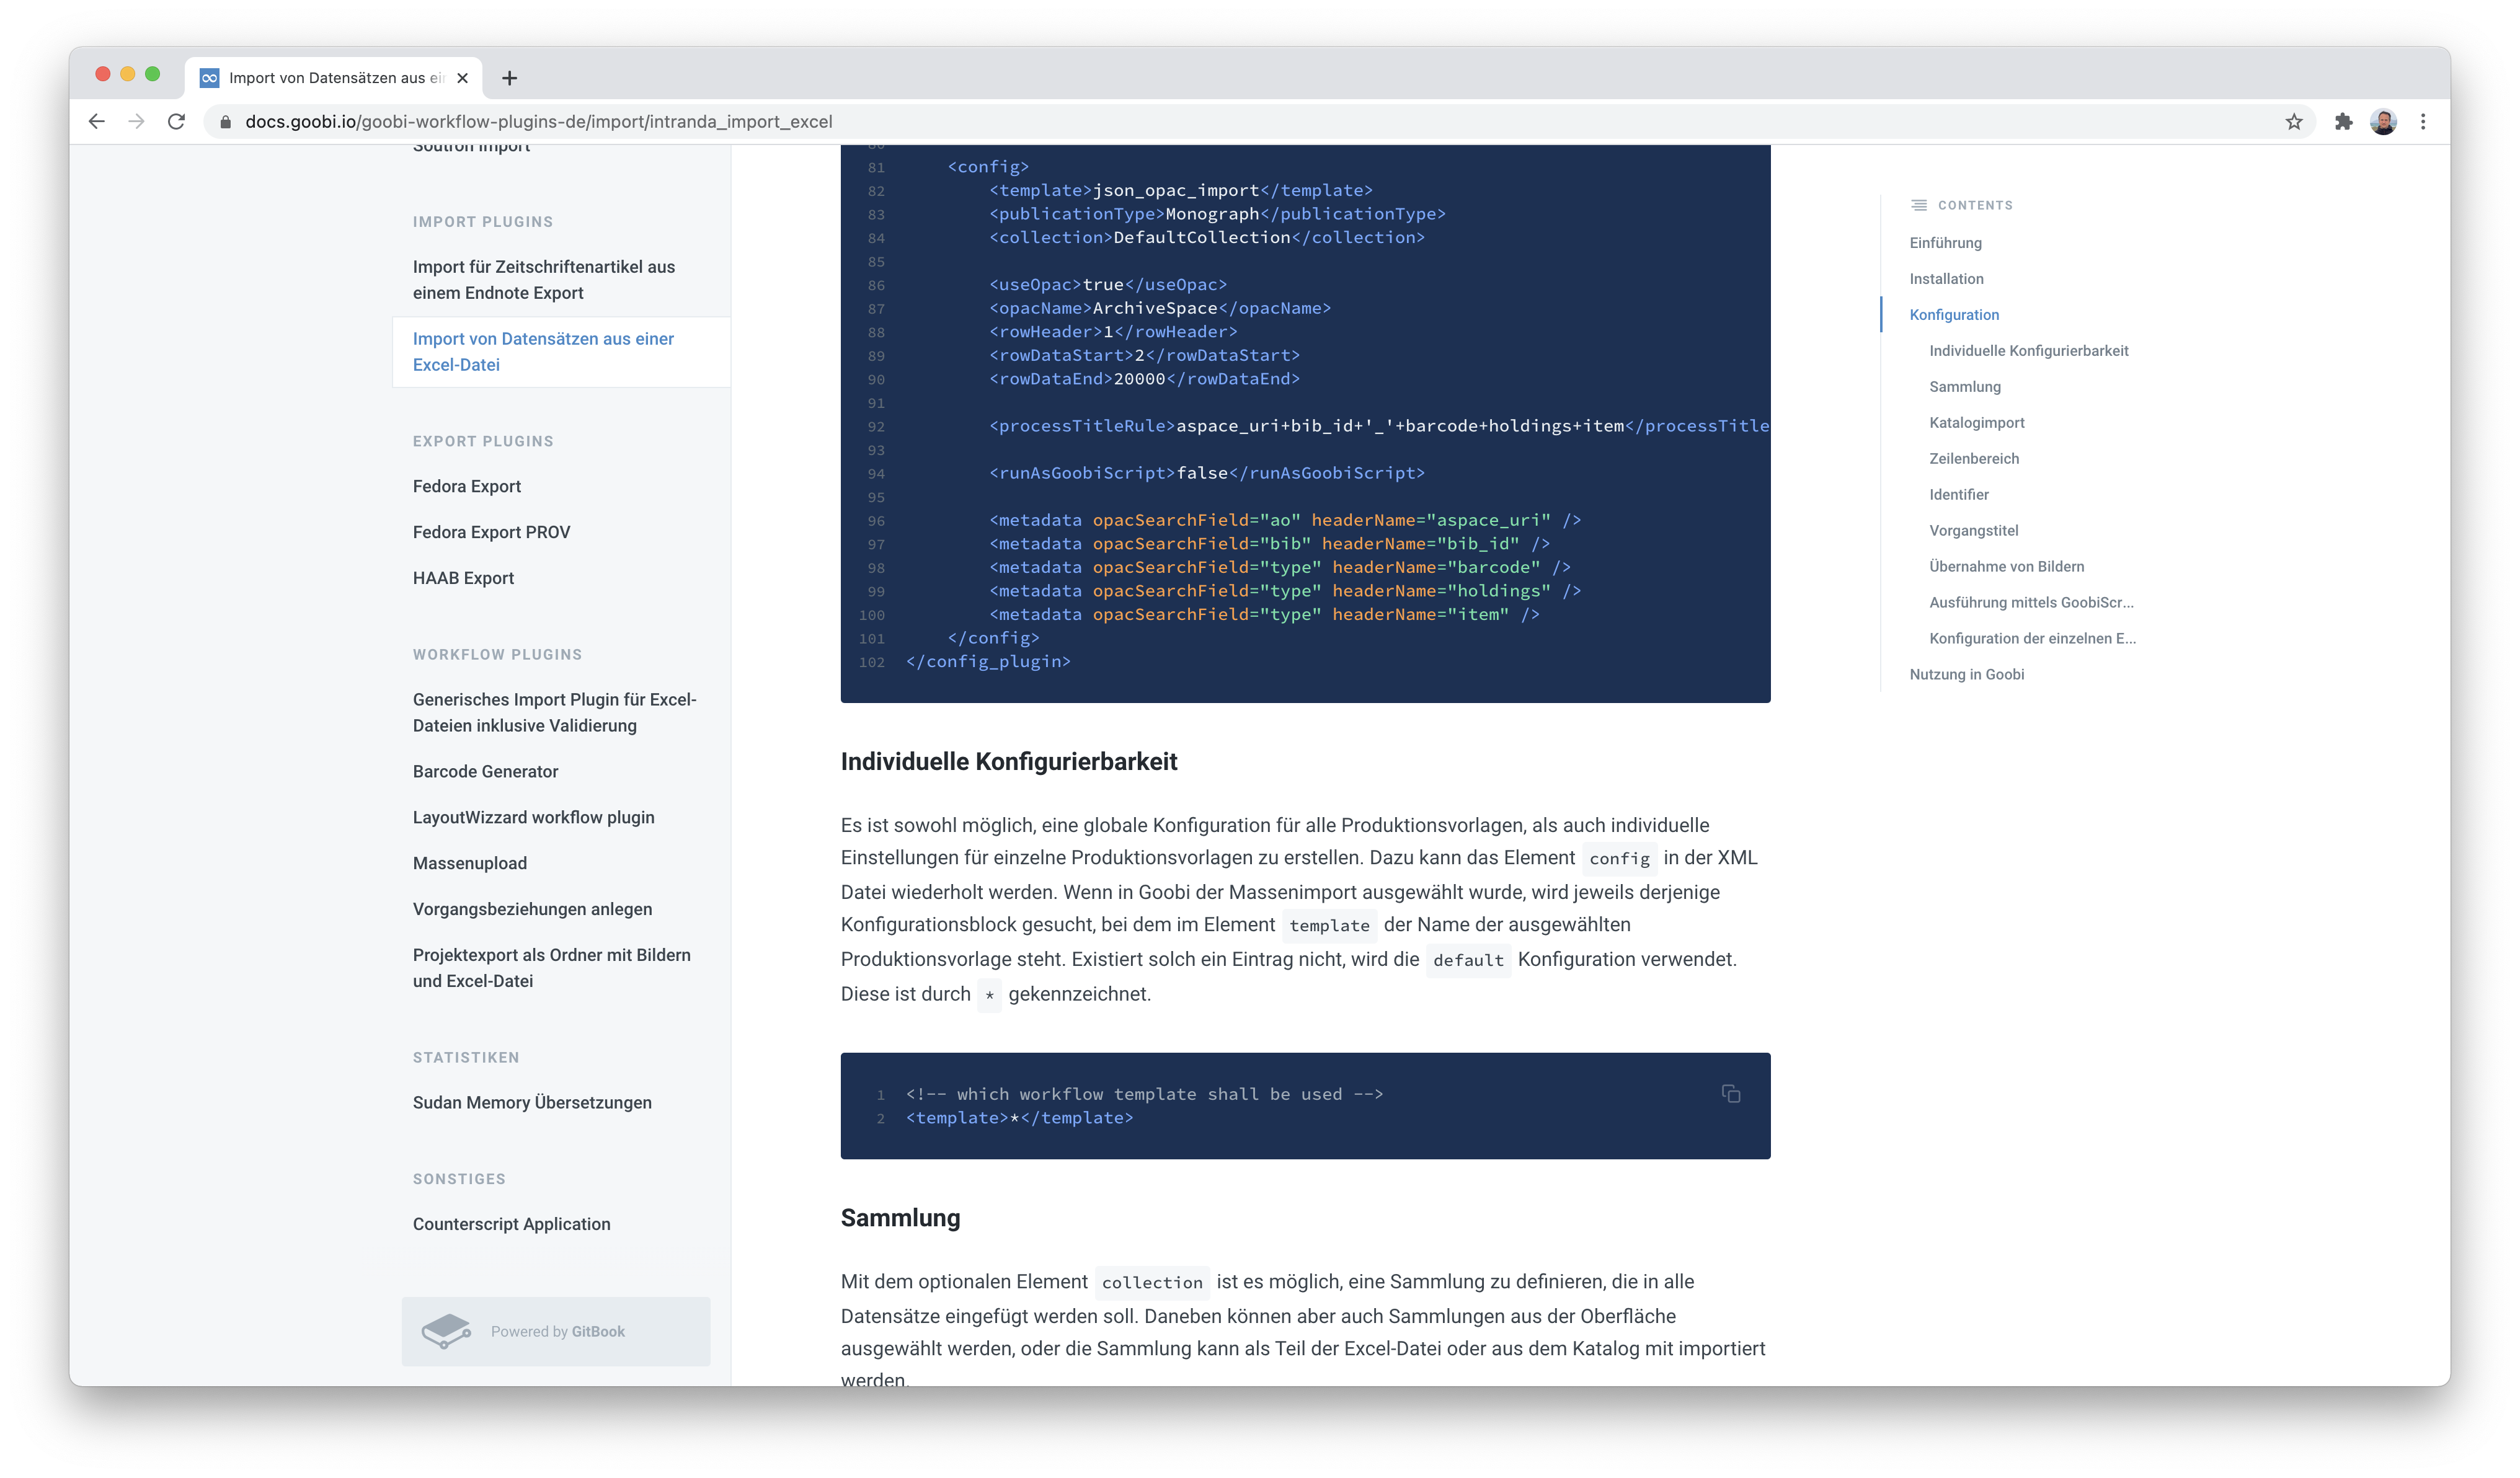 Import von Datensätzen aus ei
docs.goobi.io/goobi-workflow-plugins-de/import/intranda_import_excel
Soutron Import
IMPORT PLUGINS
Import für Zeitschriftenartikel aus
einem Endnote Export
Import von Datensätzen aus einer
Excel-Datei
EXPORT PLUGINS
Fedora Export
Fedora Export PROV
HAAB Export
WORKFLOW PLUGINS
Generisches Import Plugin für Excel-
Dateien inklusive Validierung
Barcode Generator
LayoutWizzard workflow plugin
Massenupload
Vorgangsbeziehungen anlegen
Projektexport als Ordner mit Bildern
und Excel-Datei
STATISTIKEN
Sudan Memory Übersetzungen
SONSTIGES
Counterscript Application
Powered by GitBook
80
81 <config>
82 <template>json_opac_import</template>
83 <publicationType>Monograph</publicationType>
84 <collection>DefaultCollection</collection>
85
86 <useOpac>true</useOpac>
87 <opacName>ArchiveSpace</opacName>
88 <rowHeader>1</rowHeader>
89 <rowDataStart>2</rowDataStart>
90 <rowDataEnd>20000</rowDataEnd>
91
92 <processTitleRule>aspace_uri+bib_id+'_'+barcode+holdings+item</processTitle
93
94 <runAsGoobiScript>false</runAsGoobiScript>
95
96 <metadata opacSearchField="ao" headerName="aspace_uri" />
97 <metadata opacSearchField="bib" headerName="bib_id" />
98 <metadata opacSearchField="type" headerName="barcode" />
99 <metadata opacSearchField="type" headerName="holdings" />
100 <metadata opacSearchField="type" headerName="item" />
101 </config>
102 </config_plugin>
Individuelle Konfigurierbarkeit
Es ist sowohl möglich, eine globale Konfiguration für alle Produktionsvorlagen, als auch individuelle
Einstellungen für einzelne Produktionsvorlagen zu erstellen. Dazu kann das Element config in der XML
Datei wiederholt werden. Wenn in Goobi der Massenimport ausgewählt wurde, wird jeweils derjenige
Konfigurationsblock gesucht, bei dem im Element template der Name der ausgewählten
Produktionsvorlage steht. Existiert solch ein Eintrag nicht, wird die default Konfiguration verwendet.
Diese ist durch * gekennzeichnet.
1 <!-- which workflow template shall be used -->
2 <template>*</template>
Sammlung
Mit dem optionalen Element collection ist es möglich, eine Sammlung zu definieren, die in alle
Datensätze eingefügt werden soll. Daneben können aber auch Sammlungen aus der Oberfläche
ausgewählt werden, oder die Sammlung kann als Teil der Excel-Datei oder aus dem Katalog mit importiert
werden.
CONTENTS
Einführung
Installation
Konfiguration
Individuelle Konfigurierbarkeit
Sammlung
Katalogimport
Zeilenbereich
Identifier
Vorgangstitel
Übernahme von Bildern
Ausführung mittels GoobiScr...
Konfiguration der einzelnen E...
Nutzung in Goobi